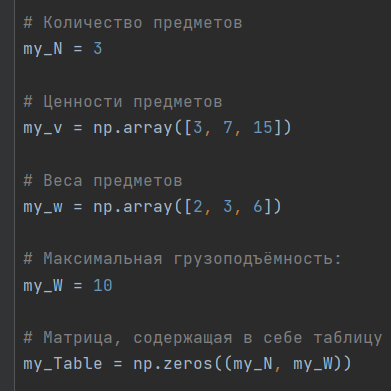 # Количество предметов
my_N = 3
# Ценности предметов
my_v = np.array([3, 7, 15])
# Веса предметов
my_w = np.array([2, 3, 6])
# Максимальная грузоподъёмность:
my_W = 10
# Матрица, содержащая в себе таблицу
my_Table = np.zeros((my_N, my_W))